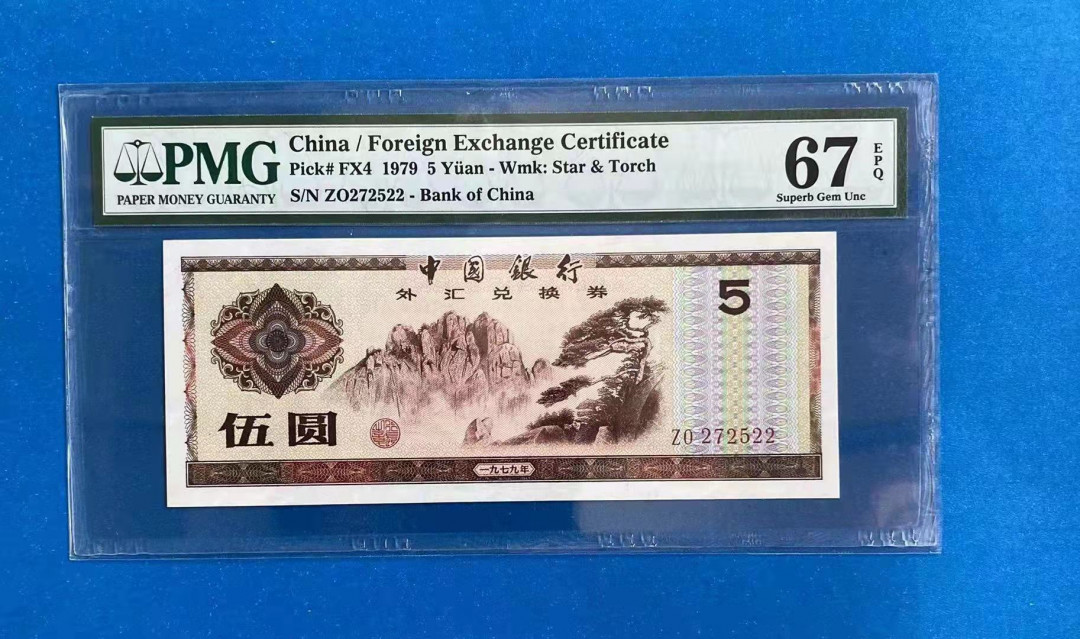 PMG
PAPER MONEY GUARANTY
China / Foreign Exchange Certificate
Pick# FX4 1979 5 Yüan - Wmk: Star & Torch
S/N ZO272522 - Bank of China
67
EPQ
Superb Gem Unc
中國銀行
外汇兑换券
5
伍圆
ZO 272522
一九七九年